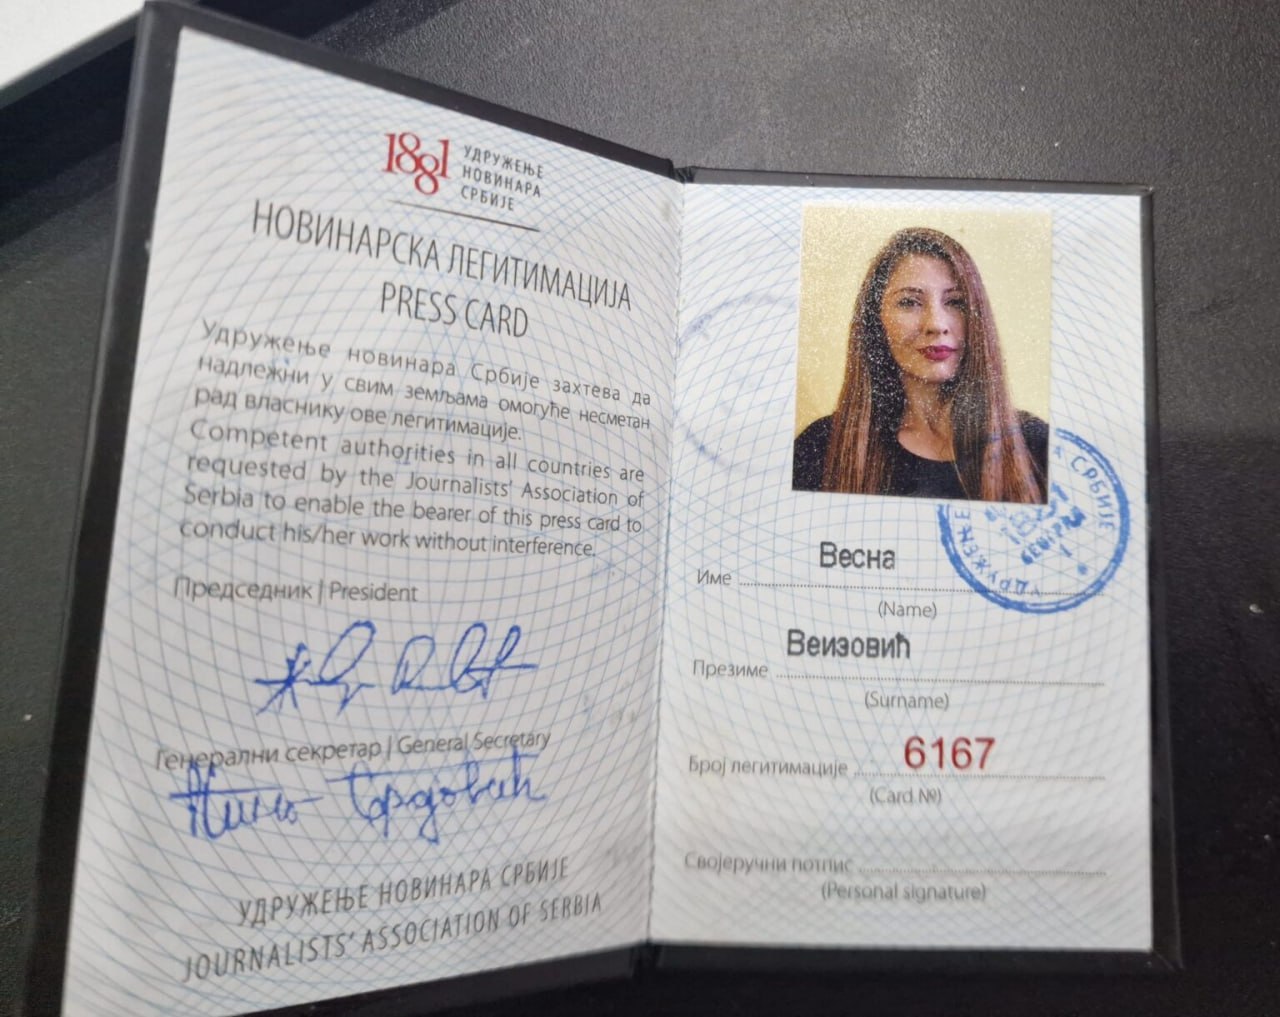 1881 УДРУЖЕЊЕ
НОВИНАРА
СРБИЈЕ
НОВИНАРСКА ЛЕГИТИМАЦИЈА
PRESS CARD
Удружење новинара Србије захтева да
надлежни у свим земљама омогуће несметан
рад власнику ове легитимације.
Competent authorities in all countries are
requested by the Journalists' Association of
Serbia to enable the bearer of this press card to
conduct his/her work without interference.
Председник | President
Генерални секретар | General Secretary
УДРУЖЕЊЕ НОВИНАРА СРБИЈЕ
JOURNALISTS' ASSOCIATION OF SERBIA
Весна
Име
(Name)
Веизовић
Презиме
(Surname)
Број легитимације 6167
(Card №)
Својеручни потпис
(Personal signature)
СРБИЈЕ